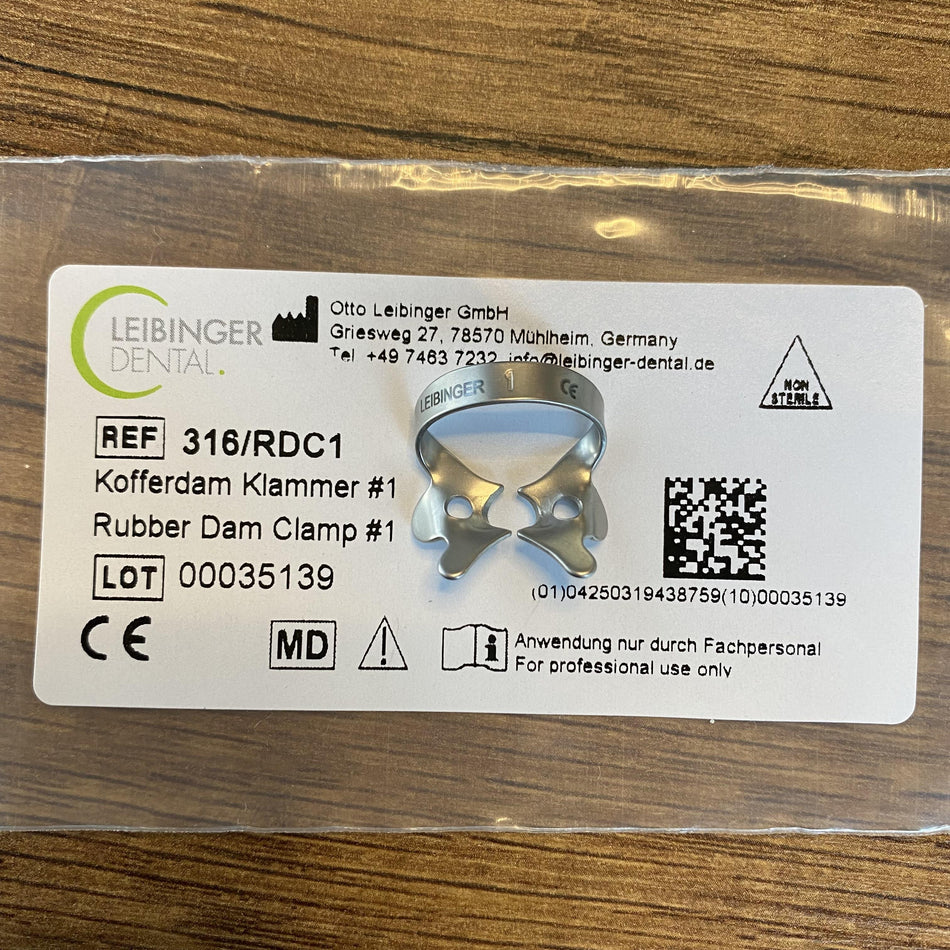 LEIBINGER
DENTAL.
Otto Leibinger GmbH
Griesweg 27, 78570 Mühlheim, Germany
Tel +49 7463 7232 info@leibinger-dental.de
NON
STERILE
LEIBINGER 1 CE
REF 316/RDC1
Kofferdam Klammer #1
Rubber Dam Clamp #1
LOT 00035139
(01)04250319438759(10)00035139
CE
MD
Anwendung nur durch Fachpersonal
For professional use only